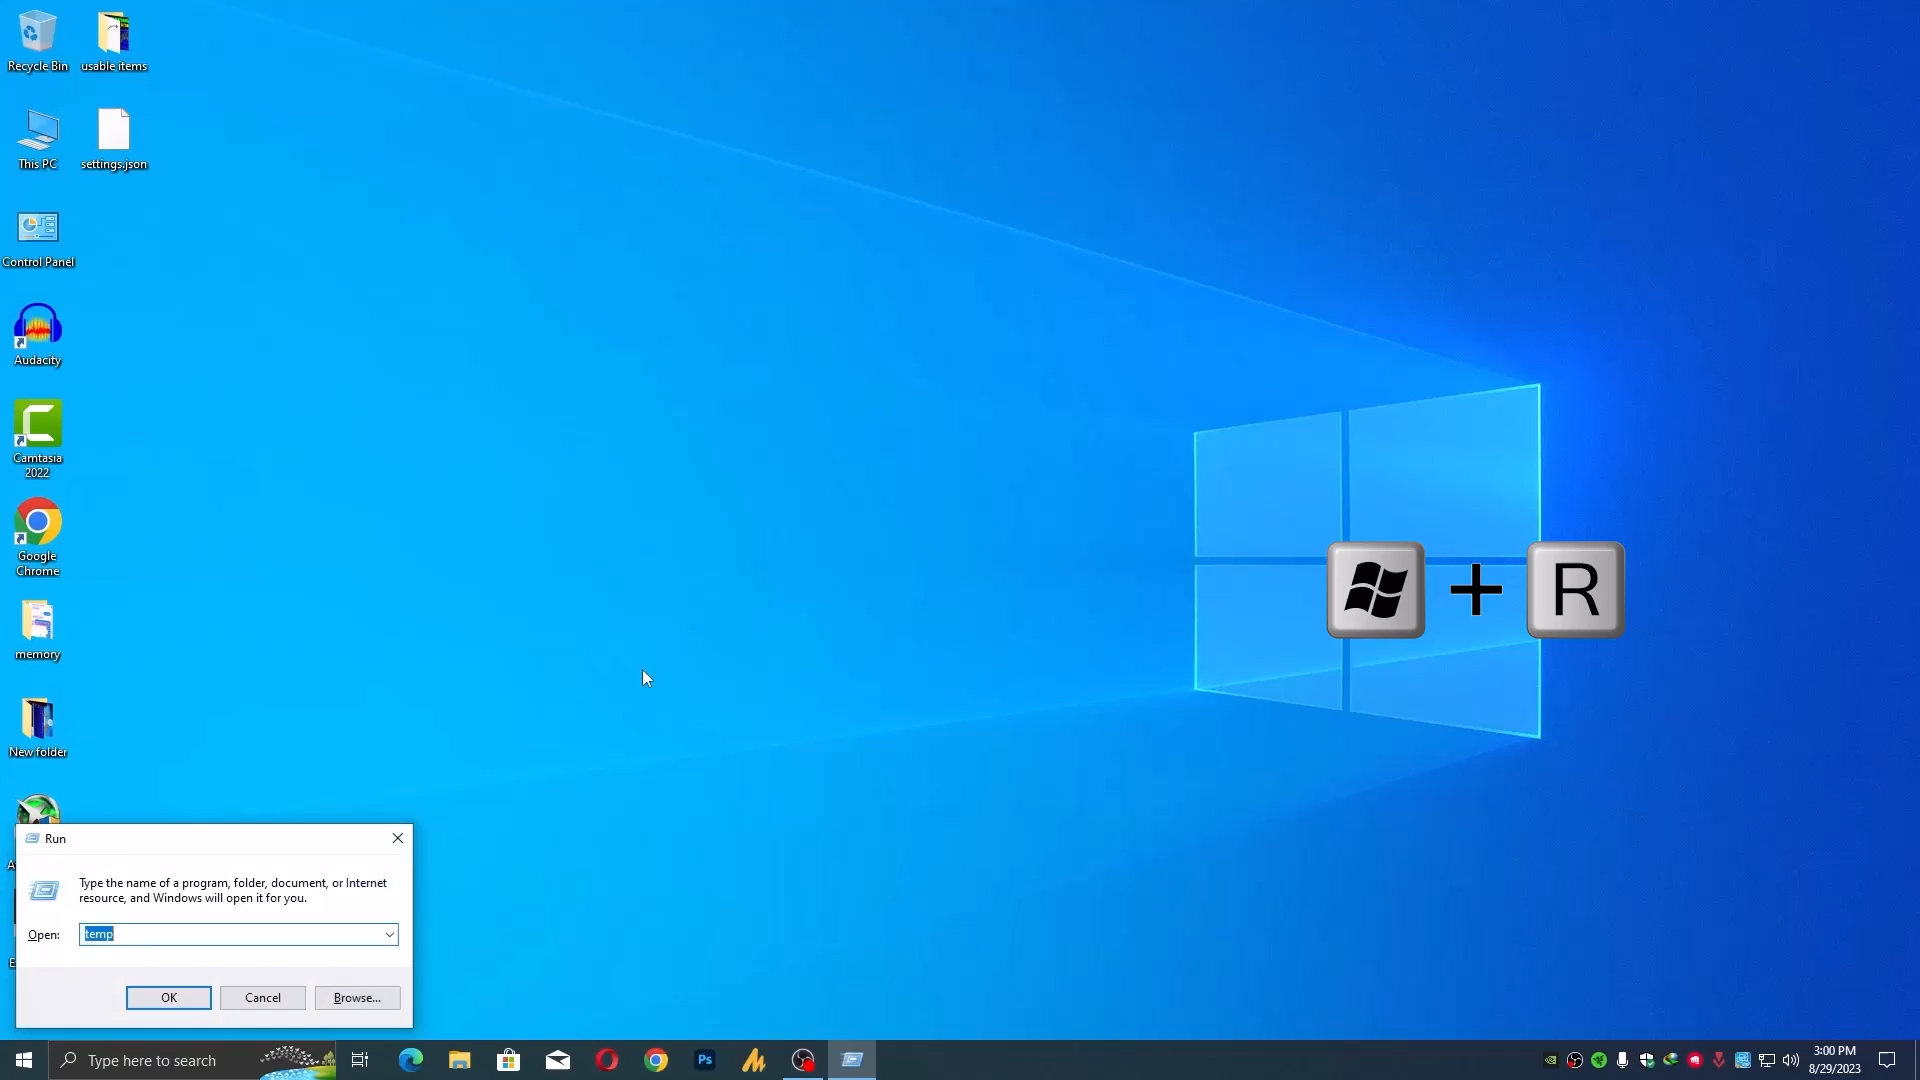 Recycle Bin
usable items
This PC
settings.json
Control Panel
Audacity
Camtasia
2022
Google
Chrome
memory
New folder
+ R
Run
Type the name of a program, folder, document, or Internet
resource, and Windows will open it for you.
Open:
temp
OK
Cancel
Browse...
Type here to search
Ps
3:00 PM
8/29/2023